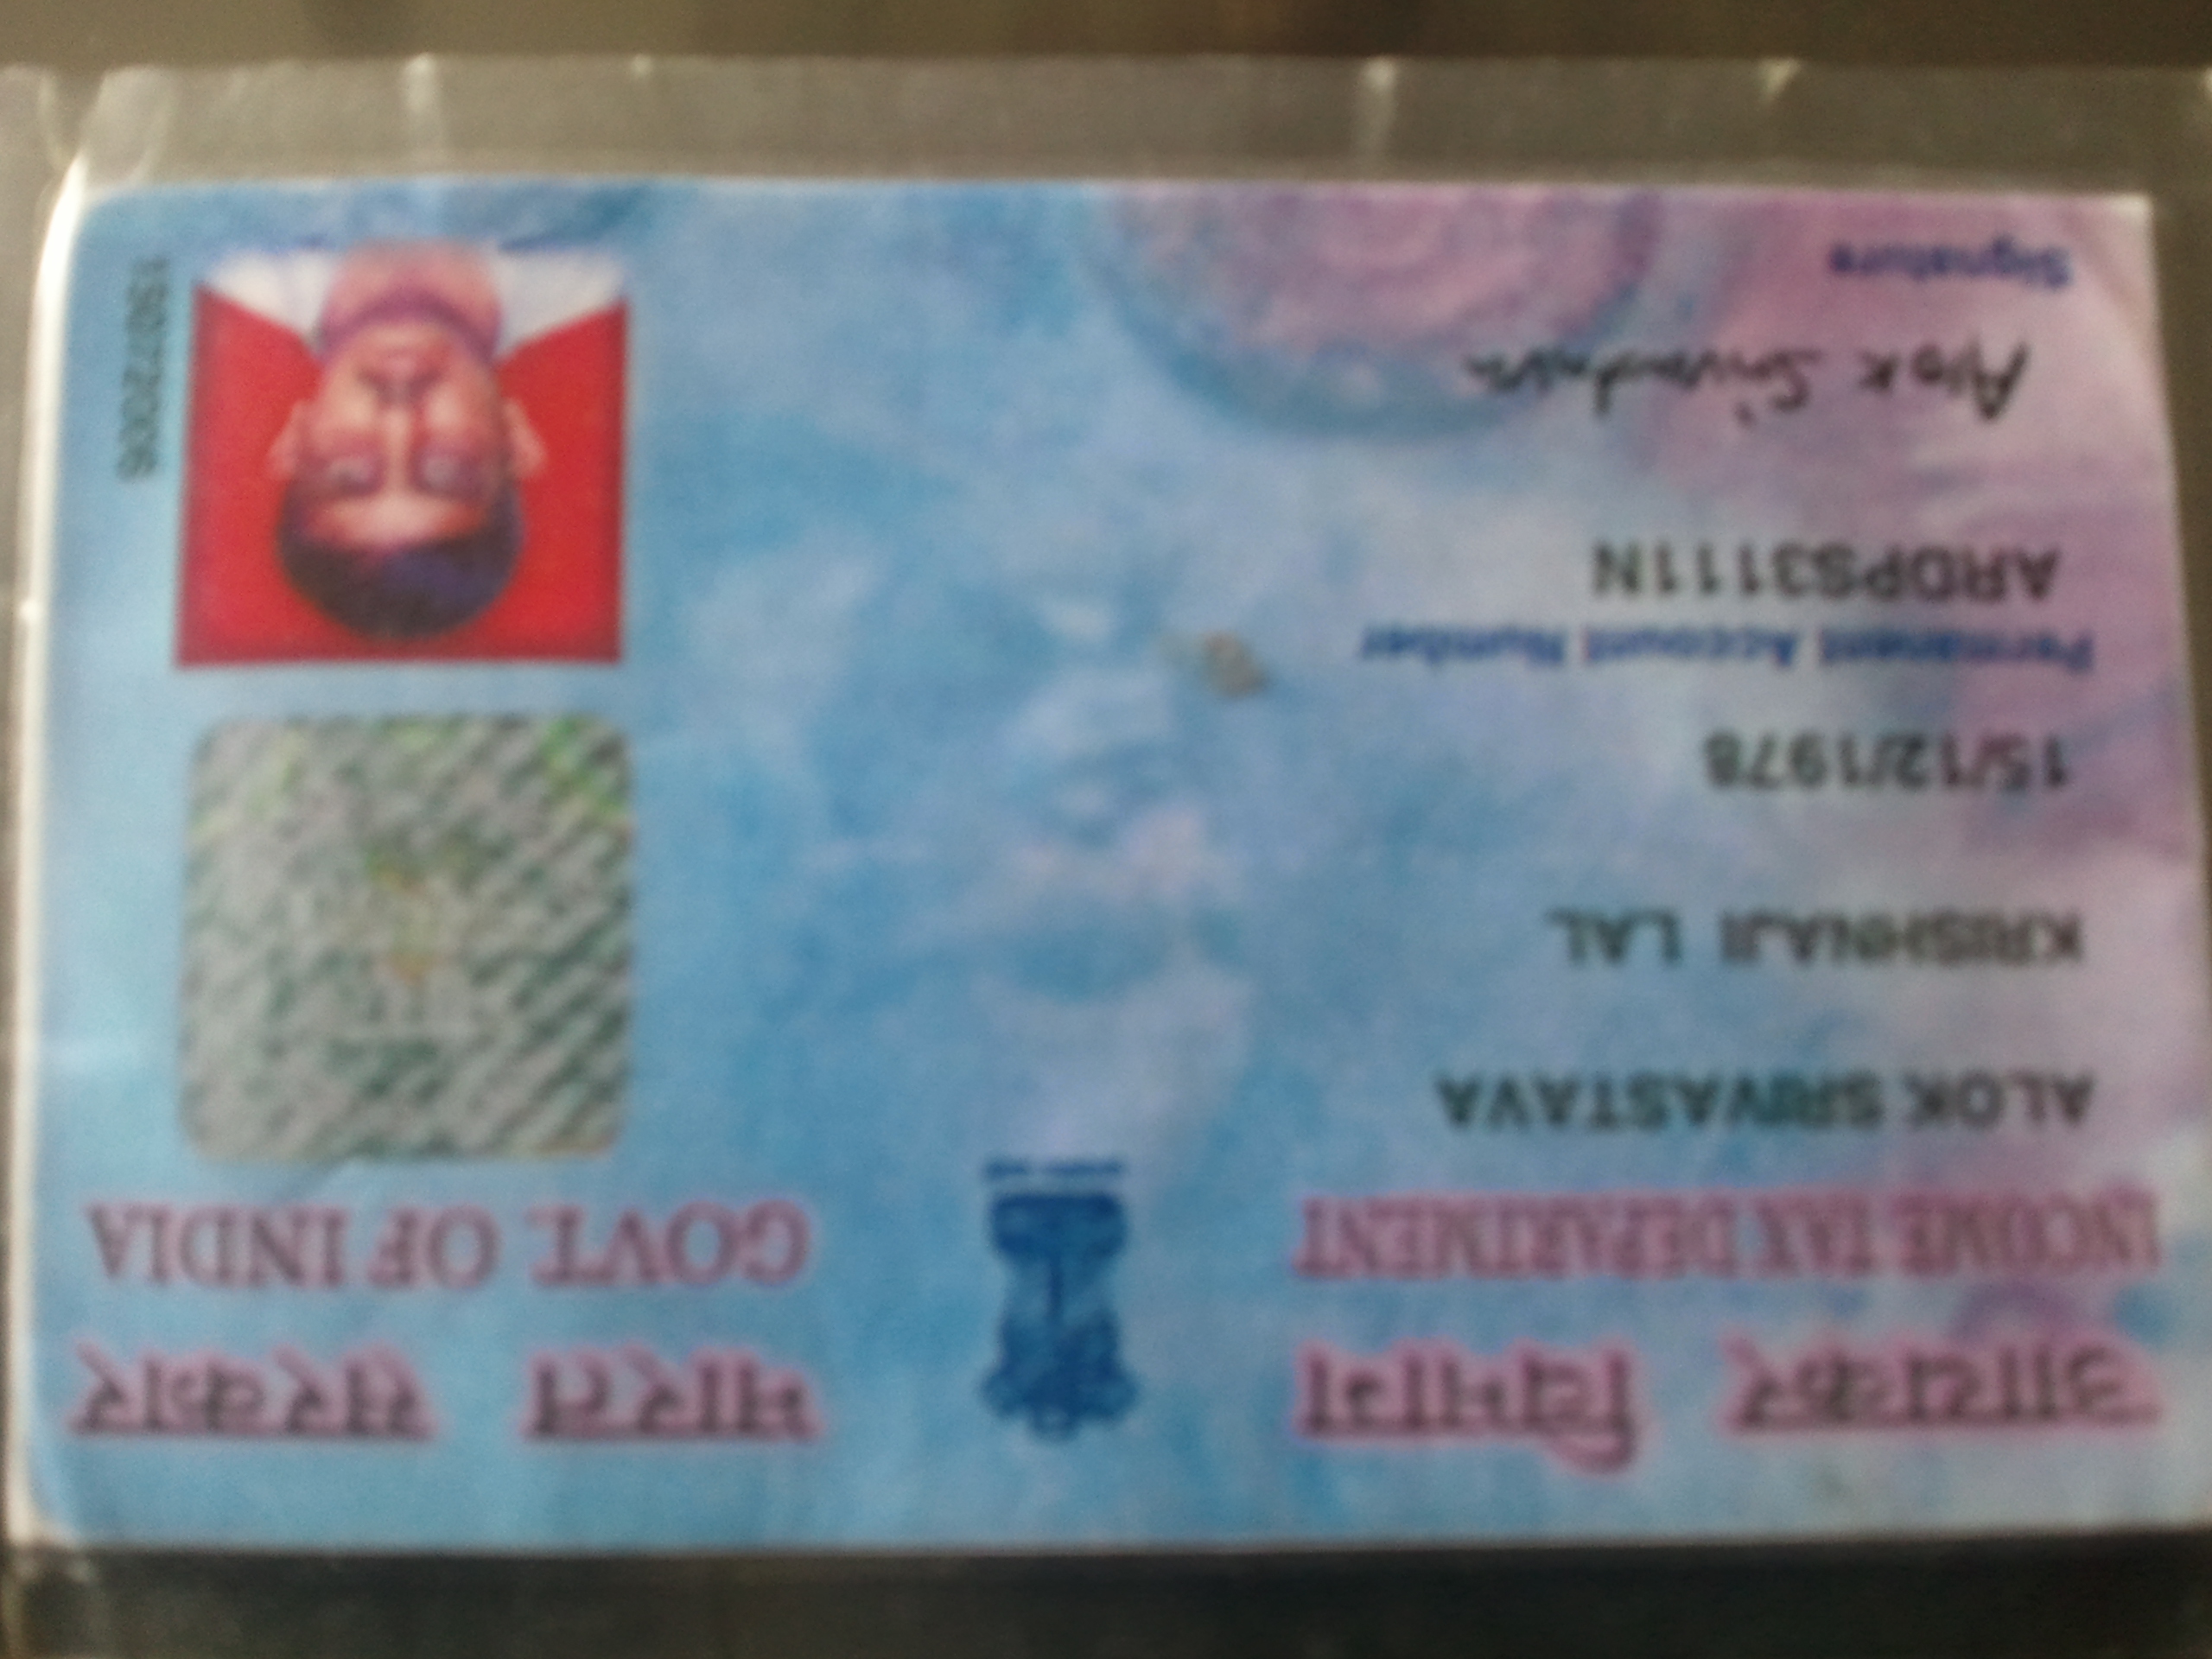 आयकर विभाग
INCOME TAX DEPARTMENT
भारत सरकार
GOVT. OF INDIA
ALOK SRIVASTAVA
KRISHNAJI LAL
15/12/1978
Permanent Account Number
ARDPS3111N
Alok Srivastava
Signature